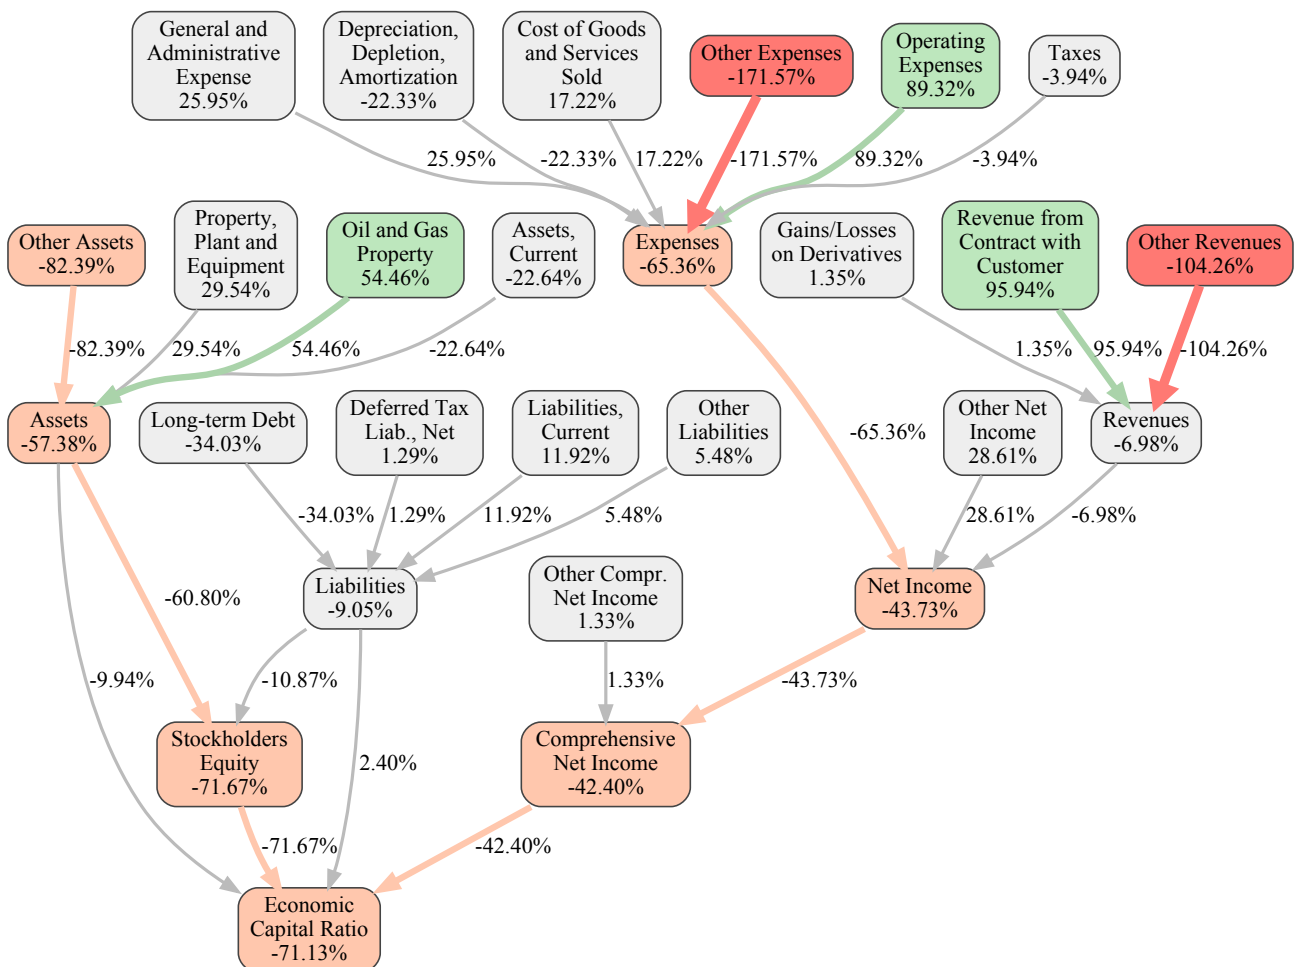 General and
Administrative
Expense
25.95%
Depreciation,
Depletion,
Amortization
-22.33%
Cost of Goods
and Services
Sold
17.22%
Other Expenses
-171.57%
Operating
Expenses
89.32%
Taxes
-3.94%
25.95%
-22.33%
17.22%
-171.57%
89.32%
-3.94%
Other Assets
-82.39%
Property,
Plant and
Equipment
29.54%
Oil and Gas
Property
54.46%
Assets,
Current
-22.64%
Expenses
-65.36%
Gains/Losses
on Derivatives
1.35%
Revenue from
Contract with
Customer
95.94%
Other Revenues
-104.26%
-82.39%
29.54%
54.46%
-22.64%
1.35%
95.94%
-104.26%
Assets
-57.38%
Long-term Debt
-34.03%
Deferred Tax
Liab., Net
1.29%
Liabilities,
Current
11.92%
Other
Liabilities
5.48%
-65.36%
Other Net
Income
28.61%
Revenues
-6.98%
-34.03%
1.29%
11.92%
5.48%
28.61%
-6.98%
-60.80%
Liabilities
-9.05%
Other Compr.
Net Income
1.33%
Net Income
-43.73%
-9.94%
-10.87%
2.40%
1.33%
-43.73%
Stockholders
Equity
-71.67%
Comprehensive
Net Income
-42.40%
-71.67%
-42.40%
Economic
Capital Ratio
-71.13%